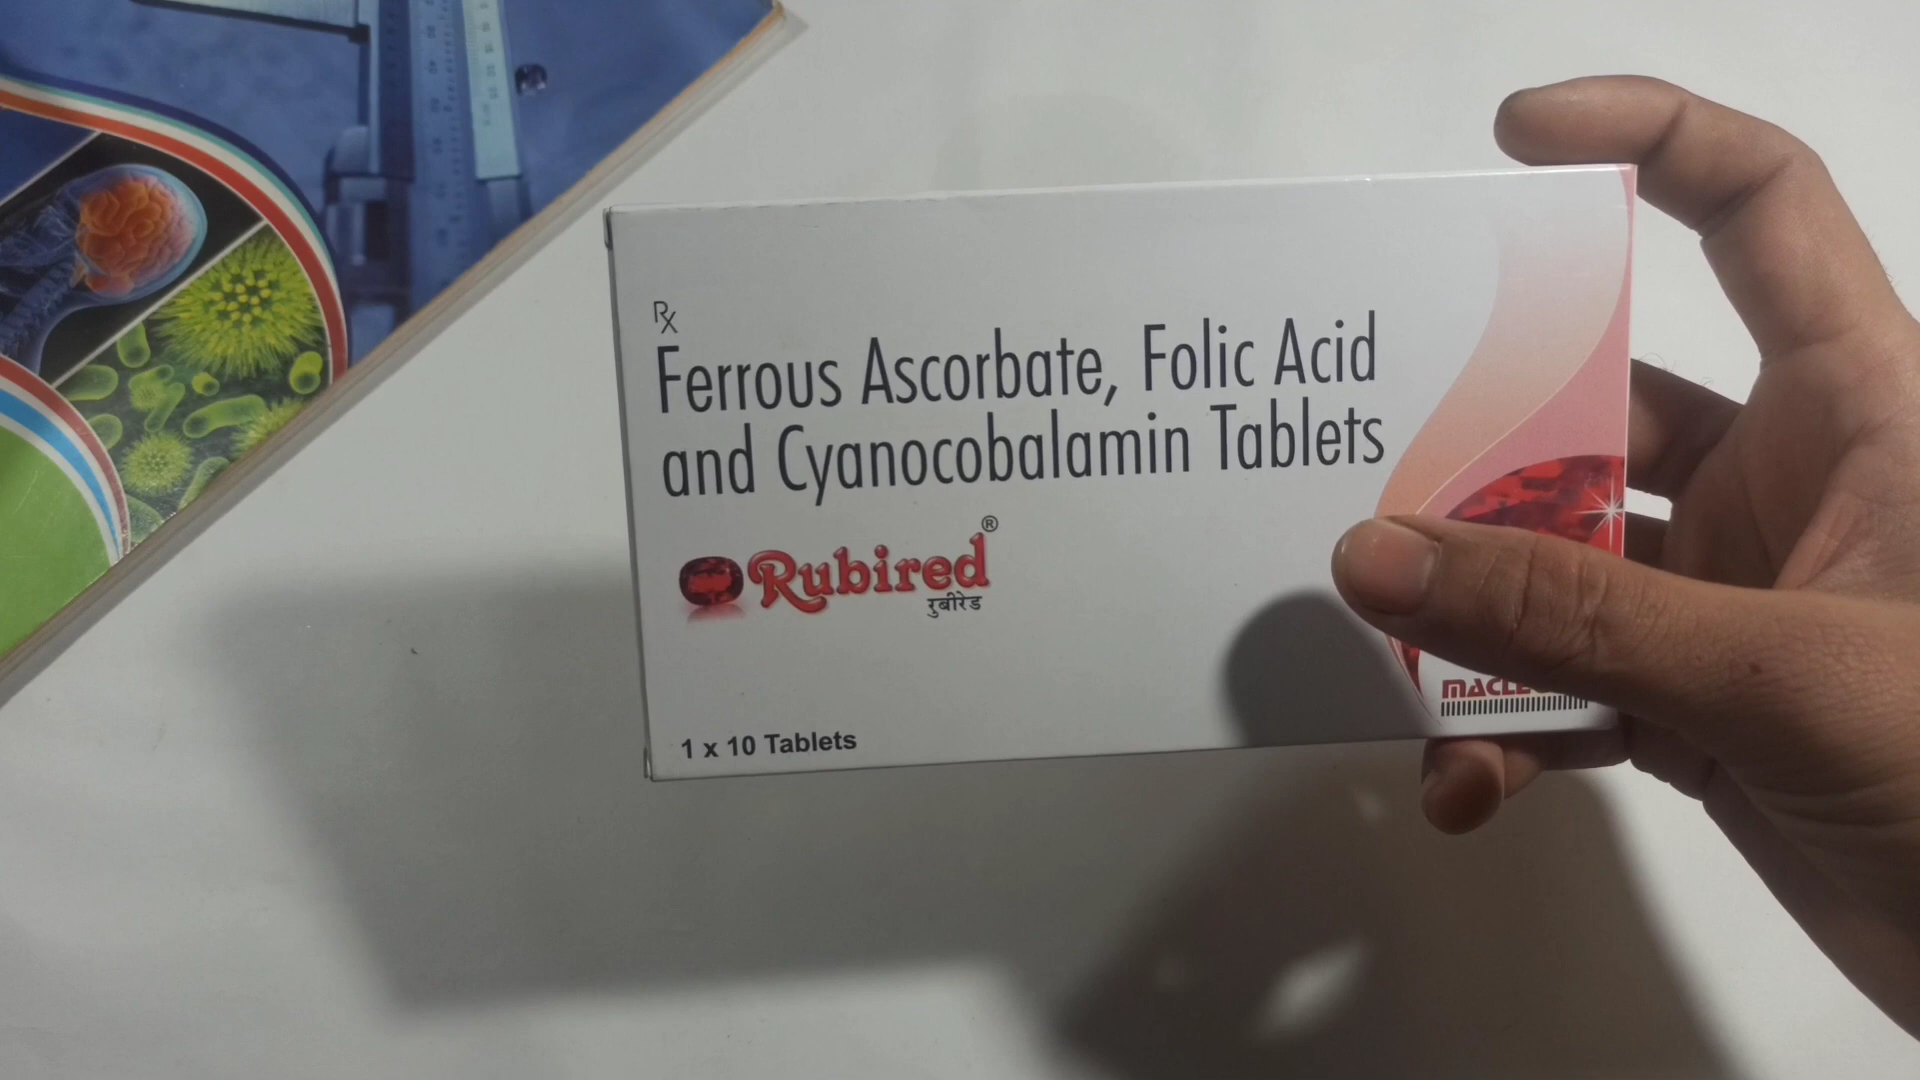 Rx
Ferrous Ascorbate, Folic Acid
and Cyanocobalamin Tablets
Rubired®
रुबीरेड
1 x 10 Tablets